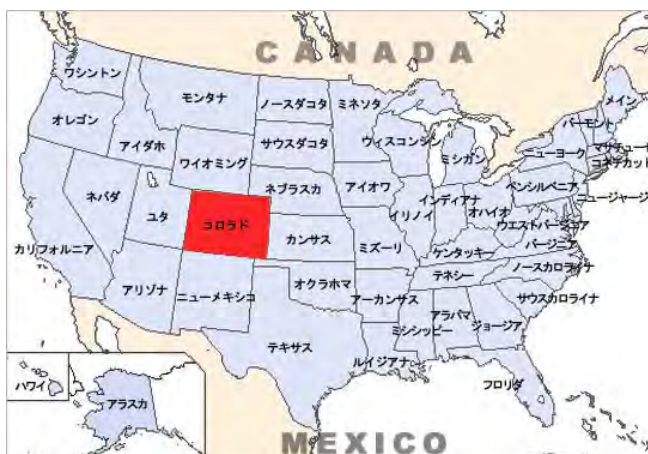 CANADA
ワシントン
モンタナ
ノースダコタ
ミネソタ
メイン
オレゴン
アイダホ
サウスダコタ
ウィスコンシン
バーモント
ミシガン
ニューヨーク
マサチューセ
コネチカット
ワイオミング
ネブラスカ
アイオワ
ペンシルベニア
ニュージャージー
ネバダ
ユタ
コロラド
カンサス
ミズーリ
イリノイ
インディアナ
オハイオ
ウエストバージニア
バージニア
カリフォルニア
ケンタッキー
アリゾナ
ニューメキシコ
オクラホマ
アーカンサス
テネシー
ノースカロライナ
サウスカロライナ
テキサス
ルイジアナ
ミシシッピー
アラバマ
ジョージア
フロリダ
ハワイ
アラスカ
MEXICO